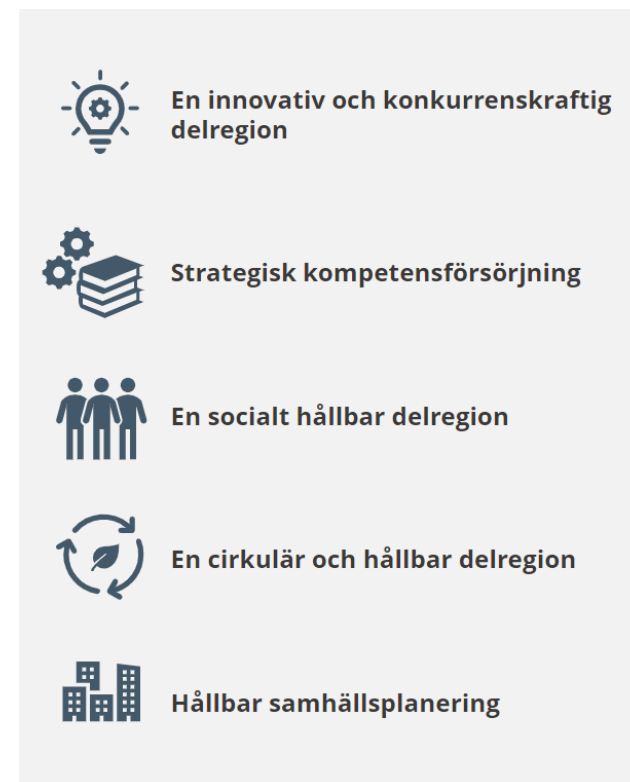 En innovativ och konkurrenskraftig
delregion
Strategisk kompetensförsörjning
En socialt hållbar delregion
En cirkulär och hållbar delregion
Hållbar samhällsplanering